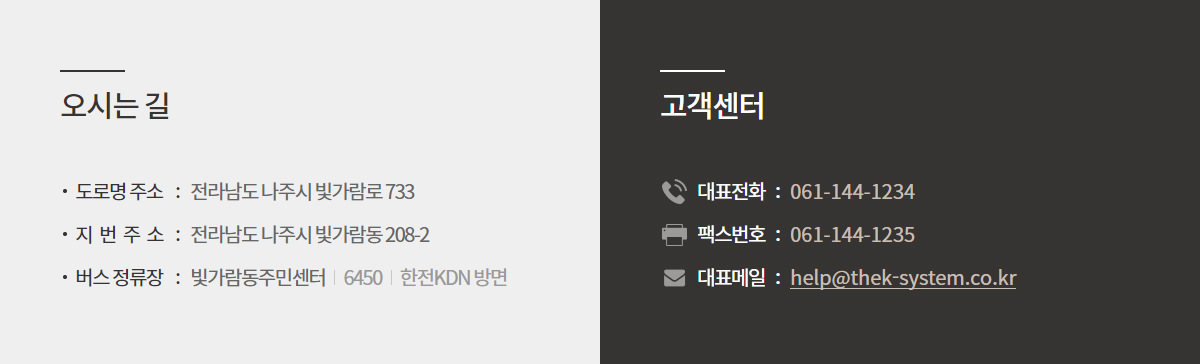 오시는 길
· 도로명 주소 : 전라남도 나주시 빛가람로 733
· 지 번 주 소 : 전라남도 나주시 빛가람동 208-2
· 버스 정류장 : 빛가람동주민센터 | 6450 | 한전KDN 방면
고객센터
대표전화 : 061-144-1234
팩스번호 : 061-144-1235
대표메일 : help@thek-system.co.kr